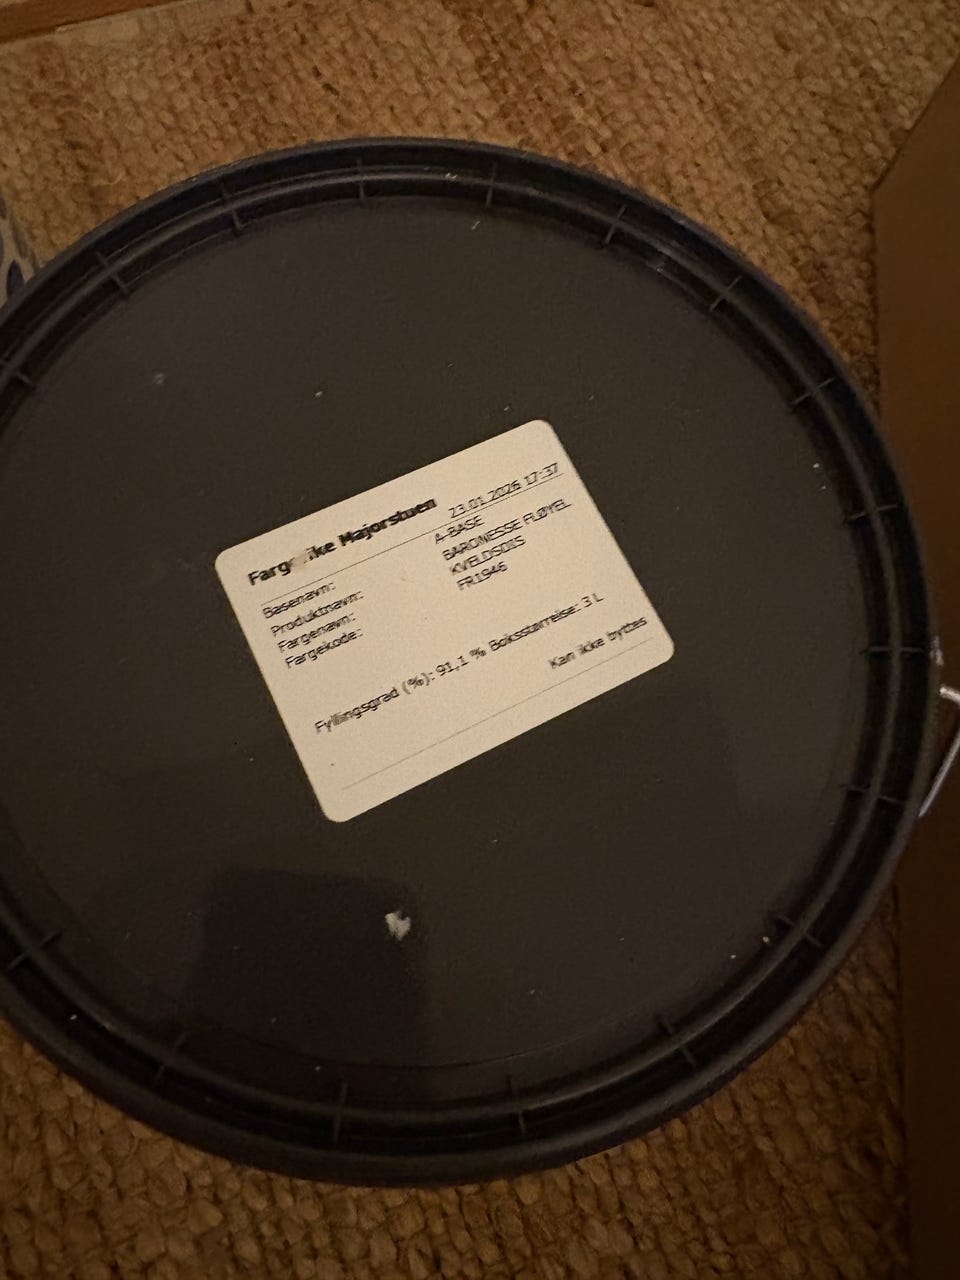 Fargerike Majorstuen 23.01.2026 17:37
Basenavn: A-BASE
Produktnavn: BARONESSE FLØYEL
Fargenavn: KVELDSDIS
Fargekode: FR1946
Fyllingsgrad (%): 91,1 % Boksstørrelse: 3 L
Kan ikke byttes